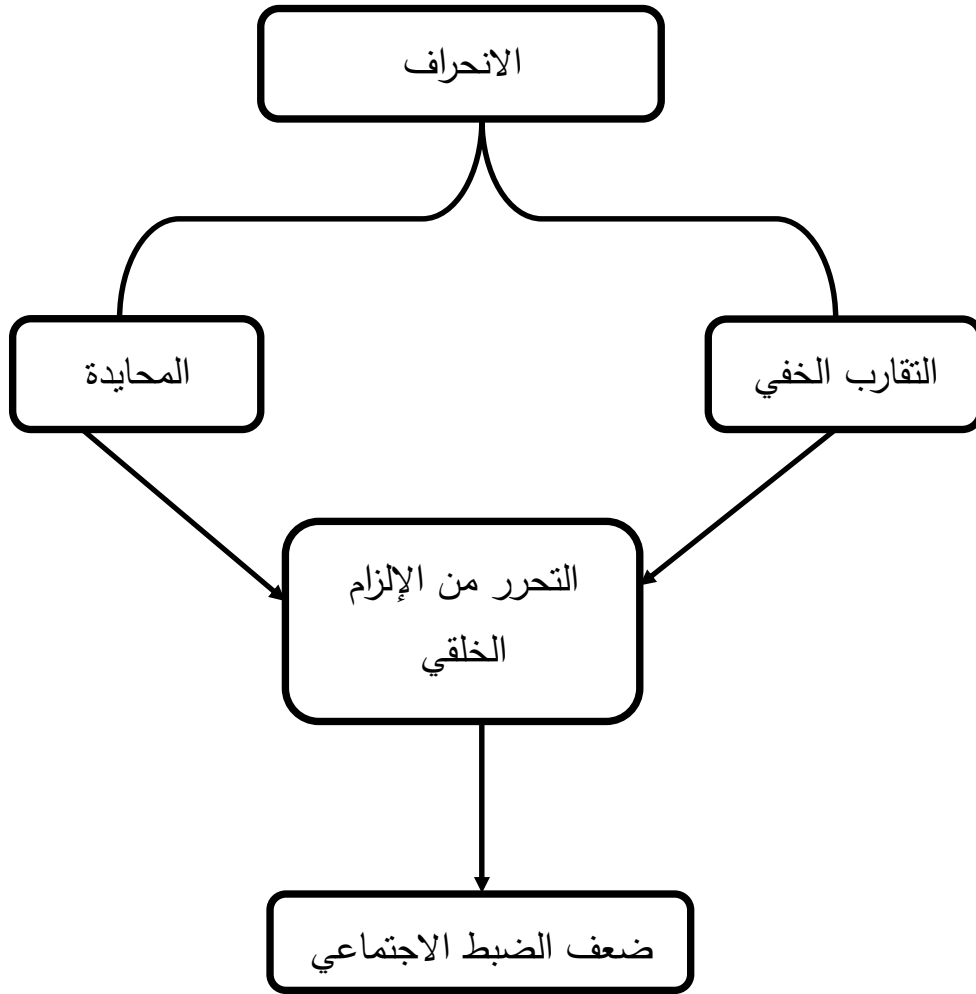 الانحراف
التقارب الخفي
المحايدة
التحرر من الإلزام
الخلقي
ضعف الضبط الاجتماعي